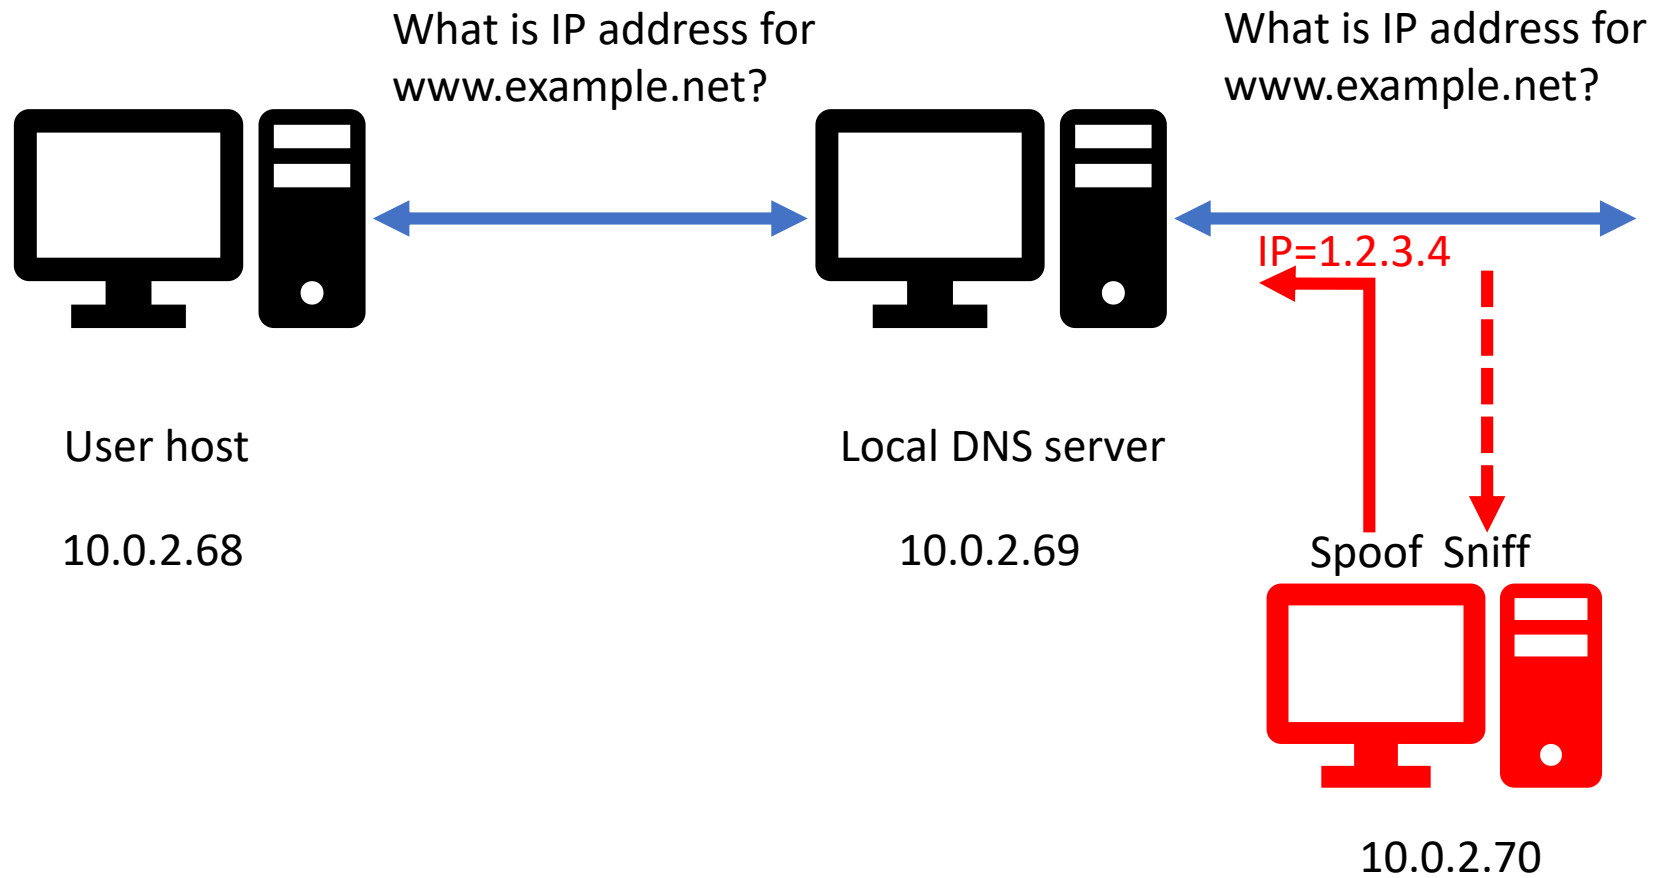 What is IP address for
www.example.net?
What is IP address for
www.example.net?
IP=1.2.3.4
User host
Local DNS server
10.0.2.68
10.0.2.69
Spoof Sniff
10.0.2.70